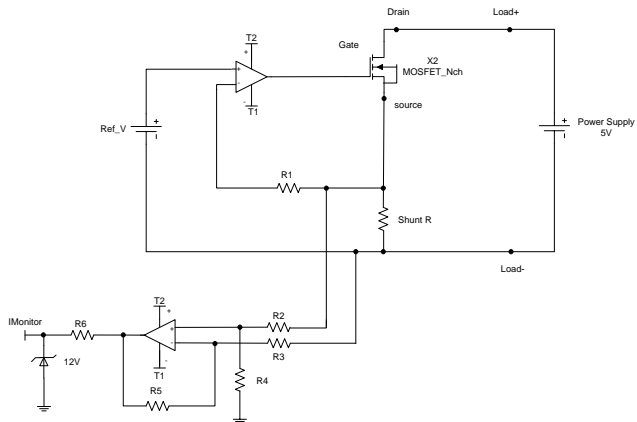 Drain
Load+
T2
+
Gate
X2
MOSFET_Nch
+
-
-
T1
source
Ref_V
+
-
Power Supply
5V
+
-
R1
Shunt R
Load-
IMonitor
R6
T2
+
+
-
-
T1
R2
R3
12V
R4
R5